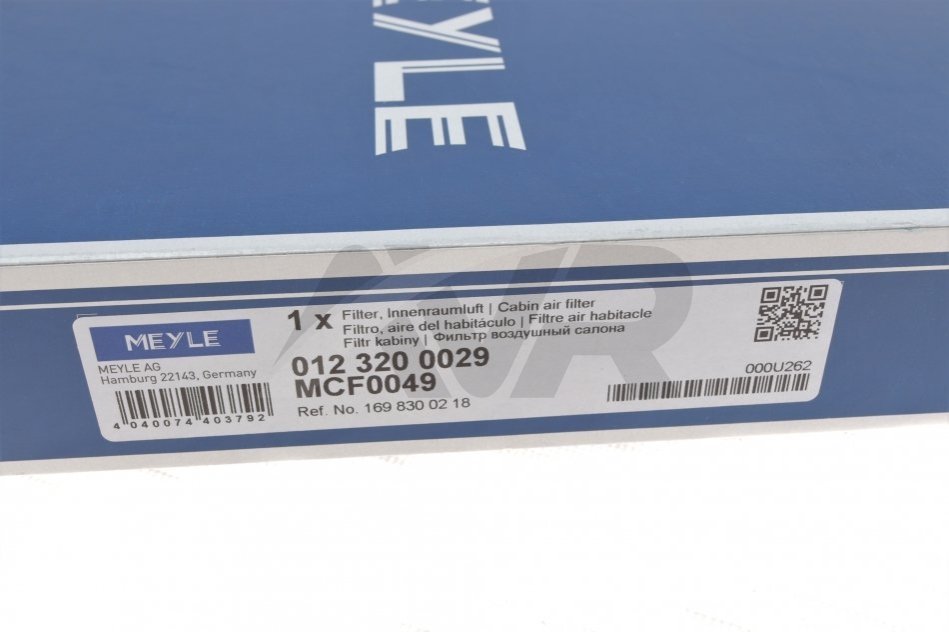 MEYLE
MEYLE
MEYLE AG
Hamburg 22143, Germany
4 040074 403792
1 x
Filter, Innenraumluft | Cabin air filter
Filtro, aire del habitáculo | Filtre air habitacle
Filtr kabiny | Фильтр воздушный салона
012 320 0029
MCF0049
Ref. No. 169 830 02 18
000U262
NR